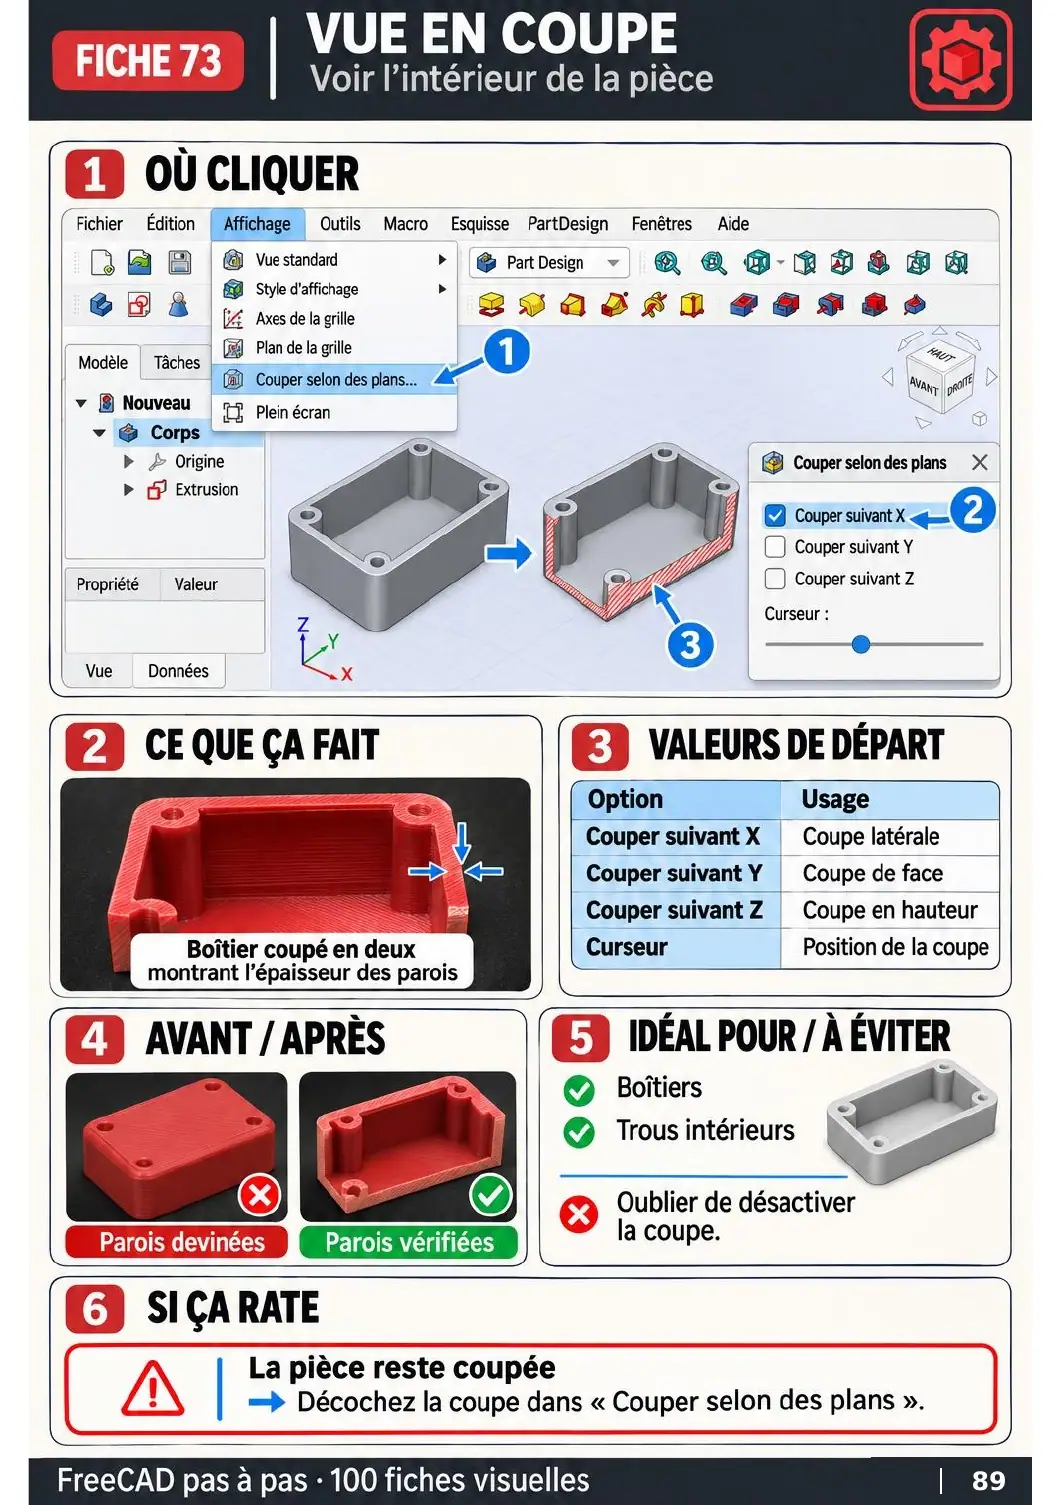 FICHE 73
VUE EN COUPE
Voir l'intérieur de la pièce
1 OÙ CLIQUER
Fichier Édition Affichage Outils Macro Esquisse PartDesign Fenêtres Aide
Vue standard
Style d'affichage
Axes de la grille
Plan de la grille
Couper selon des plans...
Plein écran
Part Design
1
Modèle Tâches
Nouveau
Corps
Origine
Extrusion
Propriété Valeur
Vue Données
HAUT
AVANT
DROITE
Z
Y
X
3
Couper selon des plans
Couper suivant X
2
Couper suivant Y
Couper suivant Z
Curseur :
2 CE QUE ÇA FAIT
Boîtier coupé en deux
montrant l'épaisseur des parois
3 VALEURS DE DÉPART
Option Usage
Couper suivant X Coupe latérale
Couper suivant Y Coupe de face
Couper suivant Z Coupe en hauteur
Curseur Position de la coupe
4 AVANT / APRÈS
Parois devinées
Parois vérifiées
5 IDÉAL POUR / À ÉVITER
Boîtiers
Trous intérieurs
Oublier de désactiver
la coupe.
6 SI ÇA RATE
La pièce reste coupée
Décochez la coupe dans « Couper selon des plans ».
FreeCAD pas à pas · 100 fiches visuelles | 89